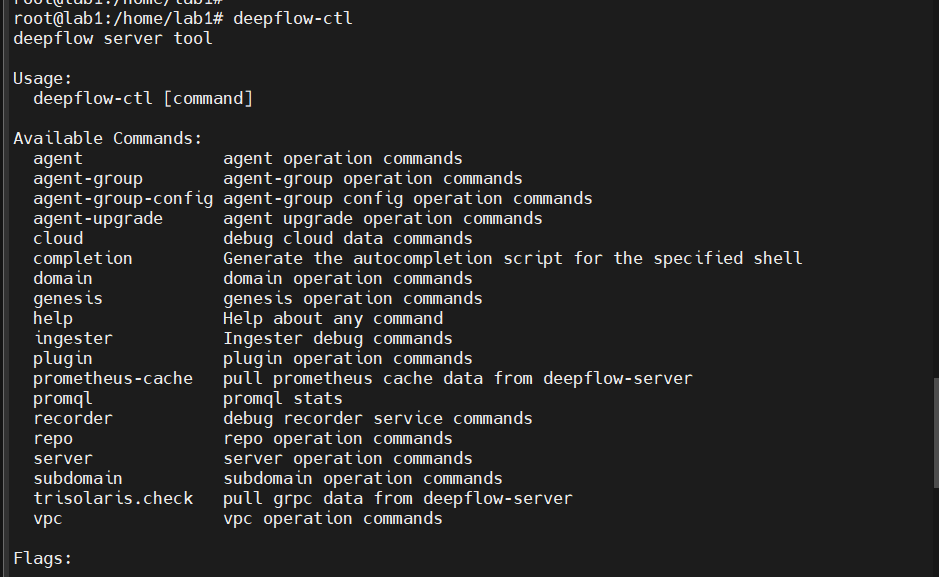 root@lab1:/home/lab1#
root@lab1:/home/lab1# deepflow-ctl
deepflow server tool
Usage:
  deepflow-ctl [command]
Available Commands:
  agent              agent operation commands
  agent-group        agent-group operation commands
  agent-group-config agent-group config operation commands
  agent-upgrade      agent upgrade operation commands
  cloud              debug cloud data commands
  completion         Generate the autocompletion script for the specified shell
  domain             domain operation commands
  genesis            genesis operation commands
  help               Help about any command
  ingester           Ingester debug commands
  plugin             plugin operation commands
  prometheus-cache   pull prometheus cache data from deepflow-server
  promql             promql stats
  recorder           debug recorder service commands
  repo               repo operation commands
  server             server operation commands
  subdomain          subdomain operation commands
  trisolaris.check   pull grpc data from deepflow-server
  vpc                vpc operation commands
Flags: